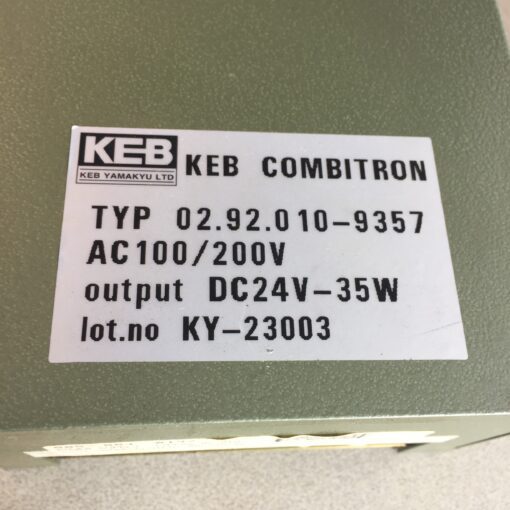 KEB
KEB YAMAKYU LTD
KEB COMBITRON
TYP 02.92.010-9357
AC100/200V
output DC24V-35W
lot.no KY-23003